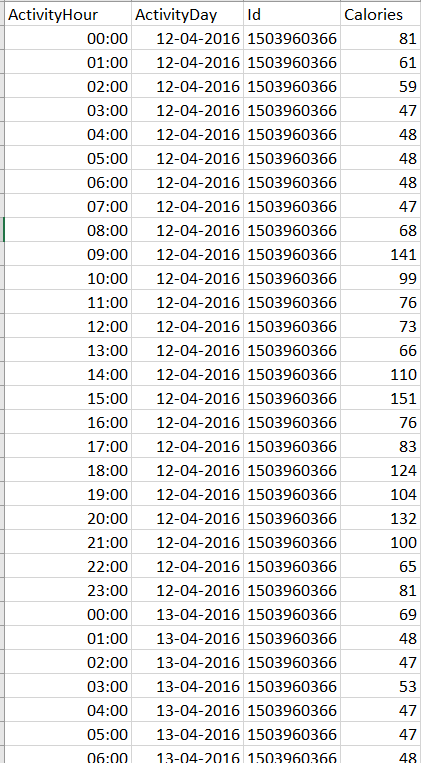 ActivityHour ActivityDay Id Calories
00:00 12-04-2016 1503960366 81
01:00 12-04-2016 1503960366 61
02:00 12-04-2016 1503960366 59
03:00 12-04-2016 1503960366 47
04:00 12-04-2016 1503960366 48
05:00 12-04-2016 1503960366 48
06:00 12-04-2016 1503960366 48
07:00 12-04-2016 1503960366 47
08:00 12-04-2016 1503960366 68
09:00 12-04-2016 1503960366 141
10:00 12-04-2016 1503960366 99
11:00 12-04-2016 1503960366 76
12:00 12-04-2016 1503960366 73
13:00 12-04-2016 1503960366 66
14:00 12-04-2016 1503960366 110
15:00 12-04-2016 1503960366 151
16:00 12-04-2016 1503960366 76
17:00 12-04-2016 1503960366 83
18:00 12-04-2016 1503960366 124
19:00 12-04-2016 1503960366 104
20:00 12-04-2016 1503960366 132
21:00 12-04-2016 1503960366 100
22:00 12-04-2016 1503960366 65
23:00 12-04-2016 1503960366 81
00:00 13-04-2016 1503960366 69
01:00 13-04-2016 1503960366 48
02:00 13-04-2016 1503960366 47
03:00 13-04-2016 1503960366 53
04:00 13-04-2016 1503960366 47
05:00 13-04-2016 1503960366 47
06:00 13-04-2016 1503960366 48